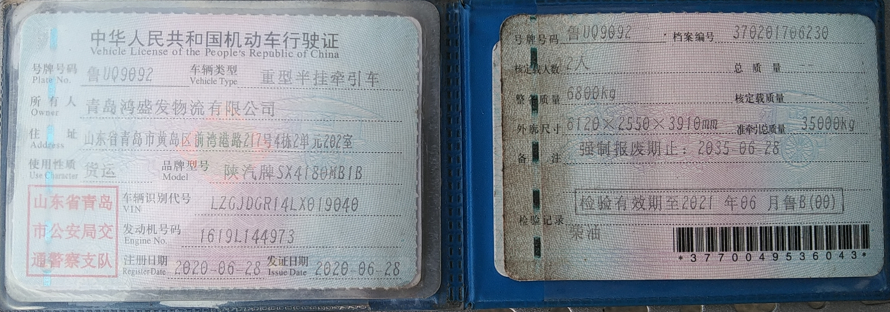 中华人民共和国机动车行驶证
Vehicle License of the People's Republic of China
号牌号码 Plate No. 鲁UQ9092 车辆类型 Vehicle Type 重型半挂牵引车
所有人 Owner 青岛鸿盛发物流有限公司
住址 Address 山东省青岛市黄岛区前湾港路217号4栋2单元202室
使用性质 Use Character 货运 品牌型号 Model 陕汽牌SX4180MB1B
山东省青岛
市公安局交
通警察支队
车辆识别代号 VIN LZGJDGR14LX019040
发动机号码 Engine No. 1619L144973
注册日期 Register Date 2020-06-28 发证日期 Issue Date 2020-06-28
号牌号码 鲁UQ9092 档案编号 370201706230
核定载人数 2人 总质量 --
整备质量 6800kg 核定载质量
外廓尺寸 6120×2550×3910mm 准牵引总质量 35000kg
备注 强制报废期止：2035-06-28
检验有效期至2021年06月鲁B(00)
检验记录
柴油
*3770049536043*